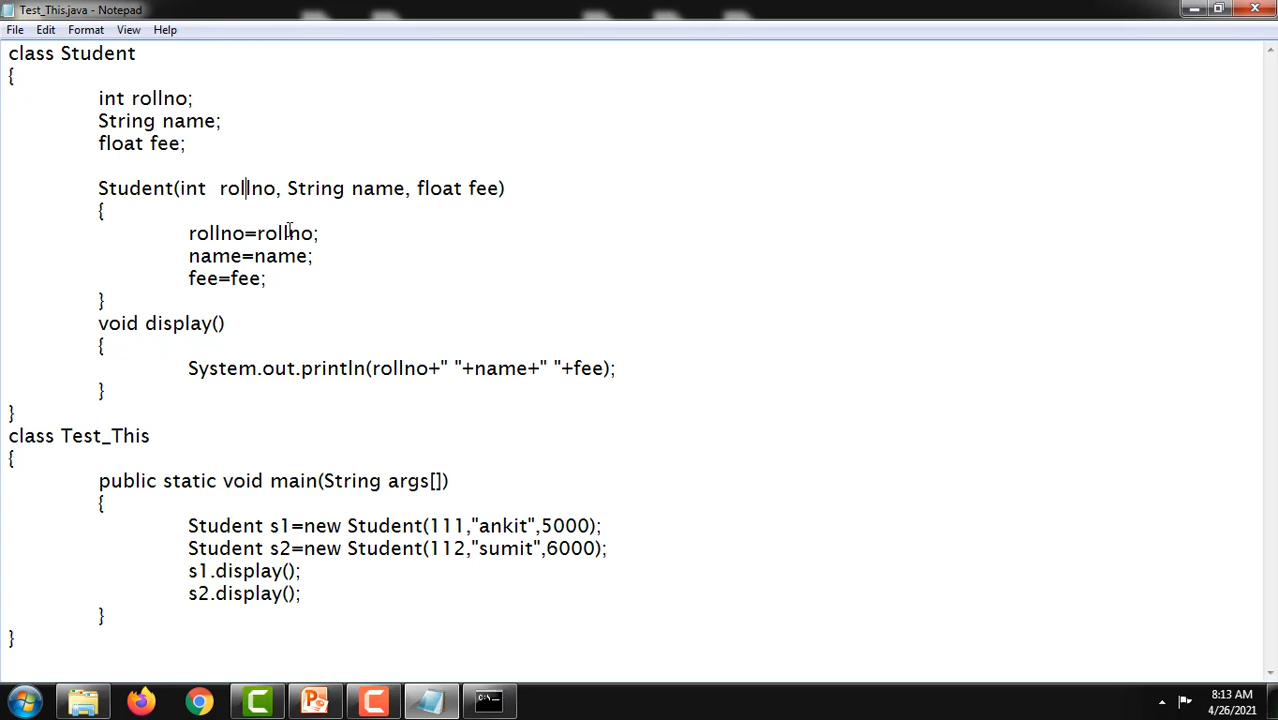 Test_This.java - Notepad
File Edit Format View Help
class Student
{
int rollno;
String name;
float fee;
Student(int  rollno, String name, float fee)
{
rollno=rollno;
name=name;
fee=fee;
}
void display()
{
System.out.println(rollno+" "+name+" "+fee);
}
}
class Test_This
{
public static void main(String args[])
{
Student s1=new Student(111,"ankit",5000);
Student s2=new Student(112,"sumit",6000);
s1.display();
s2.display();
}
}
8:13 AM
4/26/2021